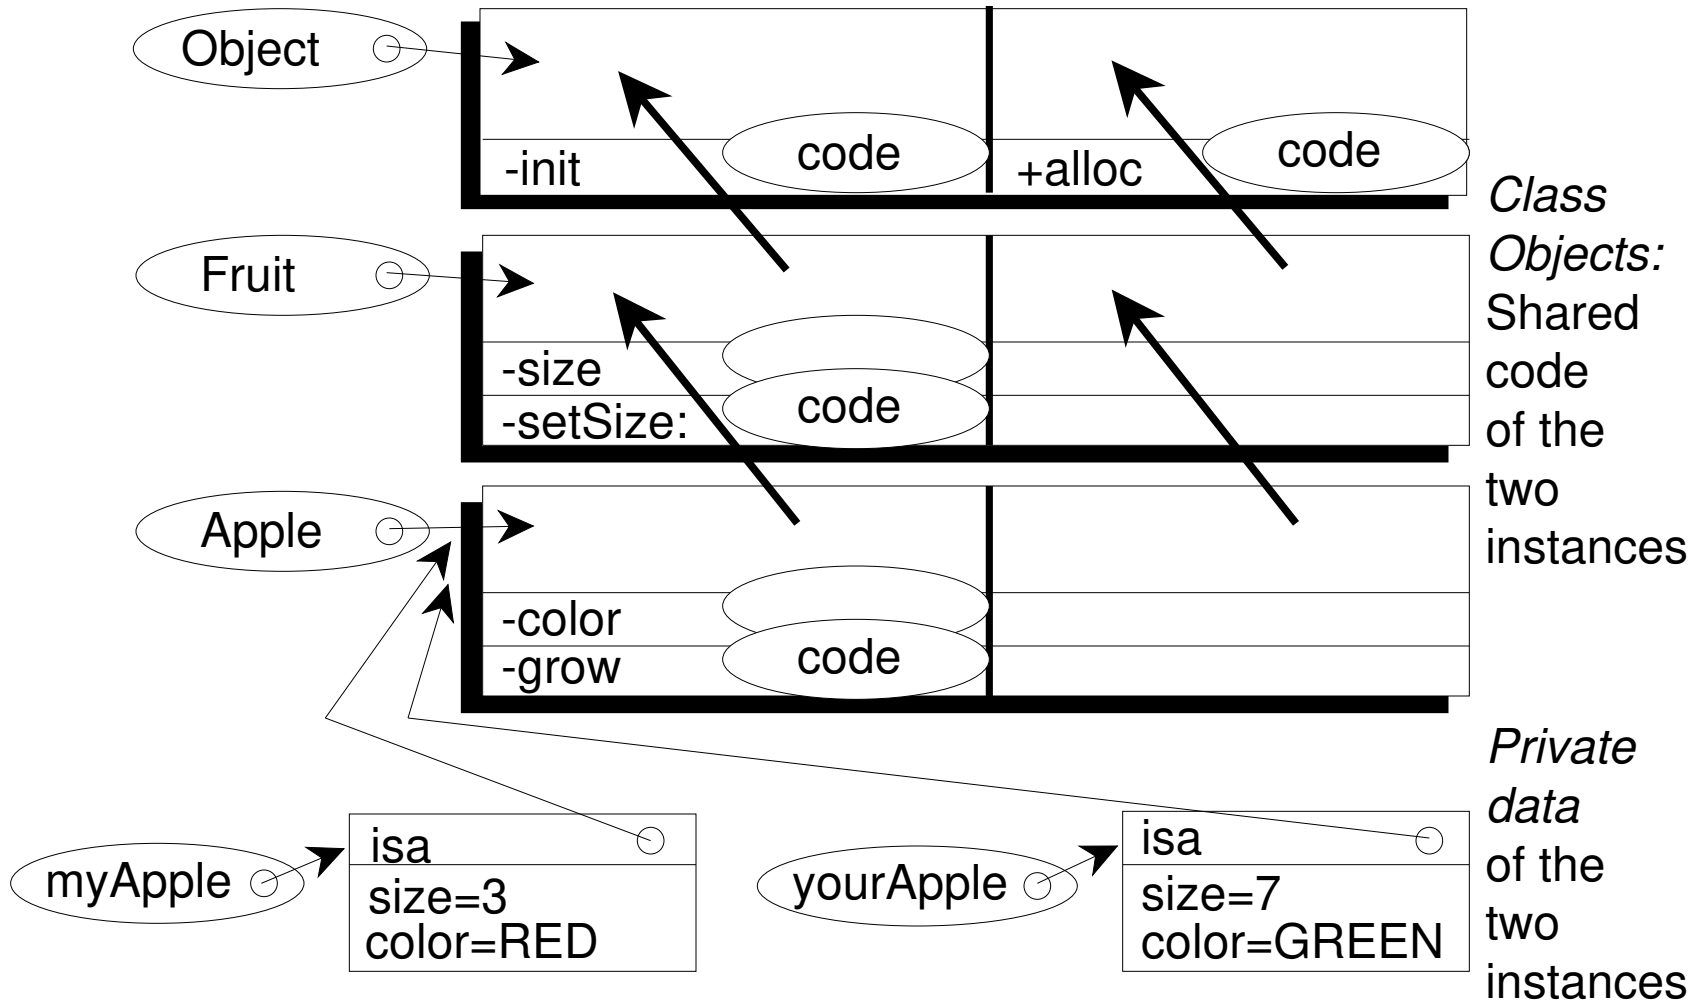 Object
code
code
-init
+alloc
Class
Objects:
Shared
code
of the
two
instances
Fruit
-size
code
-setSize:
Apple
-color
code
-grow
Private
data
of the
two
instances
myApple
isa
size=3
color=RED
yourApple
isa
size=7
color=GREEN